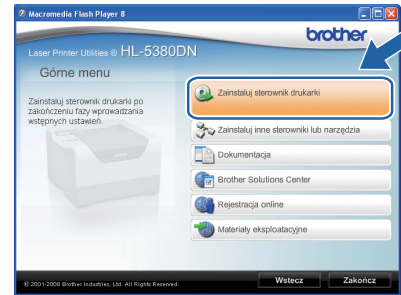 Macromedia Flash Player 8
brother
Laser Printer Utilities © HL-5380DN
Górne menu
Zainstaluj sterownik drukarki po
zakończeniu fazy wprowadzania
wstępnych ustawień.
Zainstaluj sterownik drukarki
Zainstaluj inne sterowniki lub narzędzia
Dokumentacja
Brother Solutions Center
Rejestracja online
Materiały eksploatacyjne
© 2001-2008 Brother Industries, Ltd. All Rights Reserved.
Wstecz
Zakończ